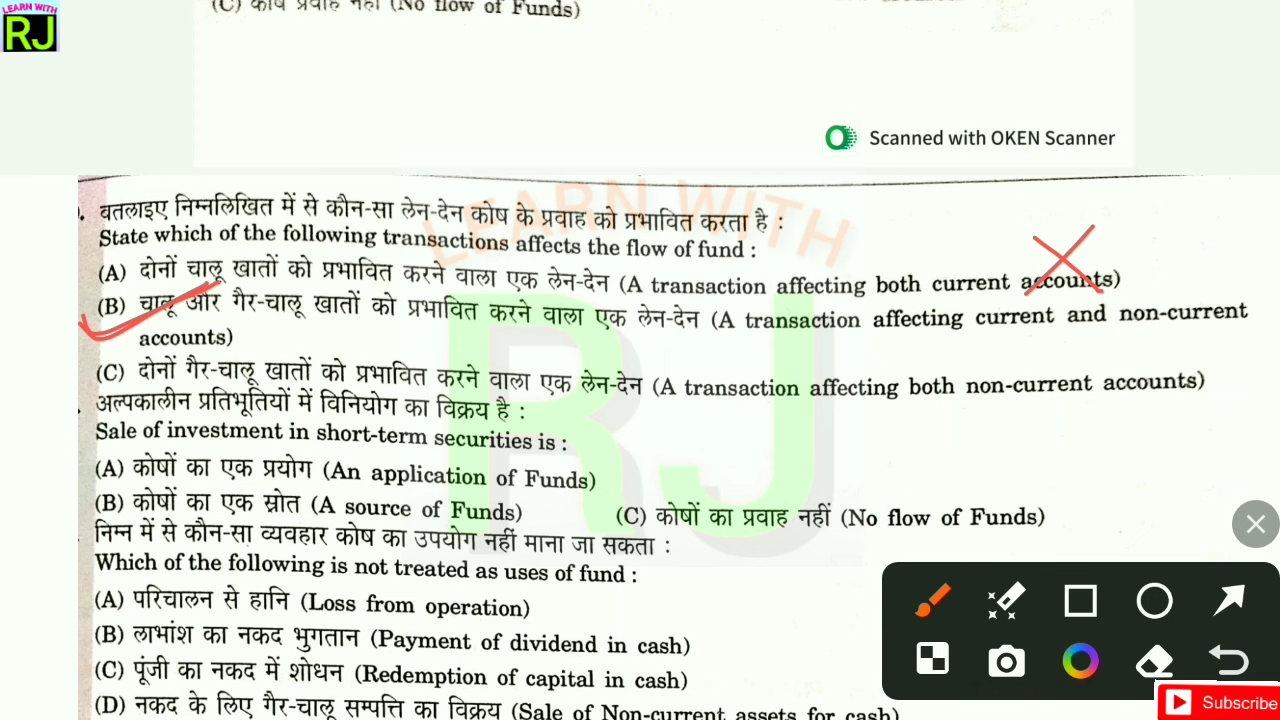 LEARN WITH
RJ
(C) कोष प्रवाह नहीं (No flow of Funds)
Scanned with OKEN Scanner
LEARN WITH
RJ
. बतलाइए निम्नलिखित में से कौन-सा लेन-देन कोष के प्रवाह को प्रभावित करता है :
State which of the following transactions affects the flow of fund :
(A) दोनों चालू खातों को प्रभावित करने वाला एक लेन-देन (A transaction affecting both current accounts)
(B) चालू और गैर-चालू खातों को प्रभावित करने वाला एक लेन-देन (A transaction affecting current and non-current
accounts)
(C) दोनों गैर-चालू खातों को प्रभावित करने वाला एक लेन-देन (A transaction affecting both non-current accounts)
. अल्पकालीन प्रतिभूतियों में विनियोग का विक्रय है :
Sale of investment in short-term securities is :
(A) कोषों का एक प्रयोग (An application of Funds)
(B) कोषों का एक स्रोत (A source of Funds) (C) कोषों का प्रवाह नहीं (No flow of Funds)
निम्न में से कौन-सा व्यवहार कोष का उपयोग नहीं माना जा सकता :
Which of the following is not treated as uses of fund :
(A) परिचालन से हानि (Loss from operation)
(B) लाभांश का नकद भुगतान (Payment of dividend in cash)
(C) पूंजी का नकद में शोधन (Redemption of capital in cash)
(D) नकद के लिए गैर-चालू सम्पत्ति का विक्रय (Sale of Non-current assets for cash)
Subscribe